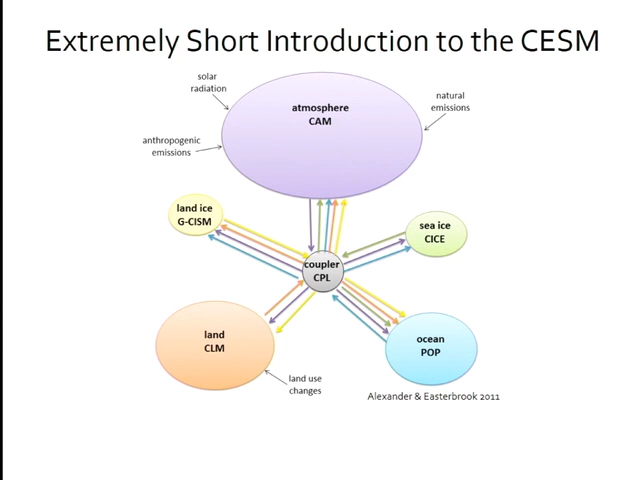 Extremely Short Introduction to the CESM
solar
radiation
atmosphere
CAM
natural
emissions
anthropogenic
emissions
land ice
G-CISM
sea ice
CICE
coupler
CPL
land
CLM
ocean
POP
land use
changes
Alexander & Easterbrook 2011